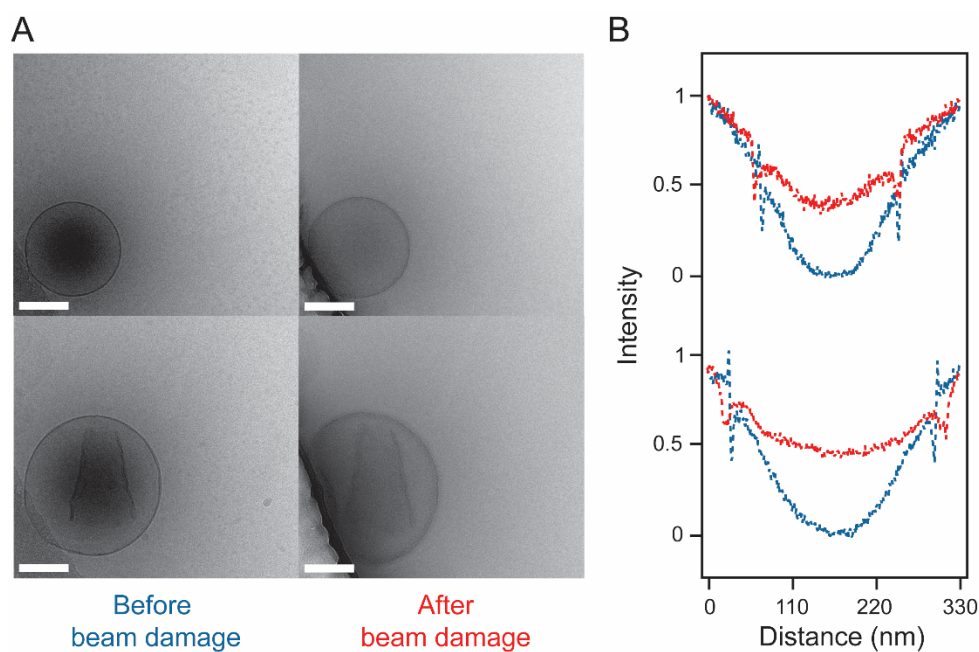 A
B
1
0.5
0
1
0.5
0
Intensity
0
110
220
330
Distance (nm)
Before
beam damage
After
beam damage